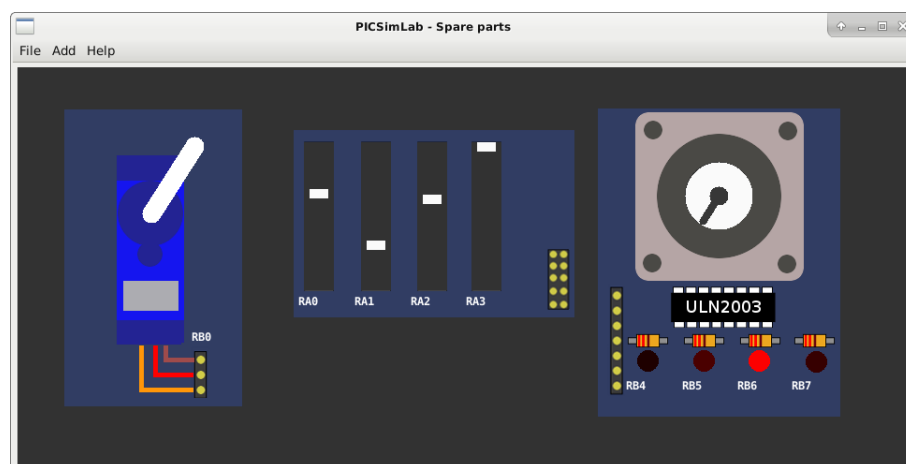 PICSimLab - Spare parts
File Add Help
RB0
RA0 RA1 RA2 RA3
ULN2003
RB4 RB5 RB6 RB7